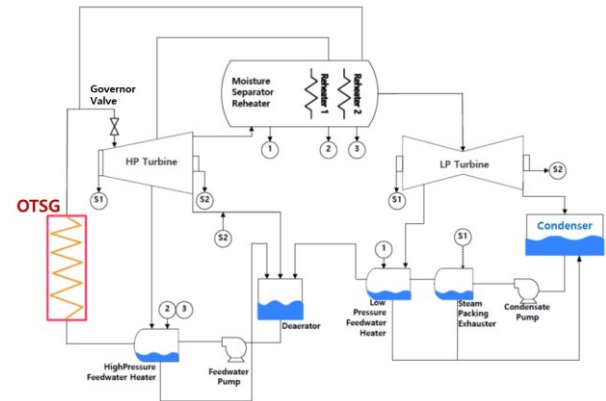 Governor
Valve
Moisture
Separator
Reheater
Reheater 1
Reheater 2
1
2
3
HP Turbine
LP Turbine
S1
S2
S1
S2
OTSG
S2
Condenser
1
S1
2
3
Deaerator
Low
Pressure
Feedwater
Heater
Steam
Packing
Exhauster
Condensate
Pump
HighPressure
Feedwater Heater
Feedwater
Pump